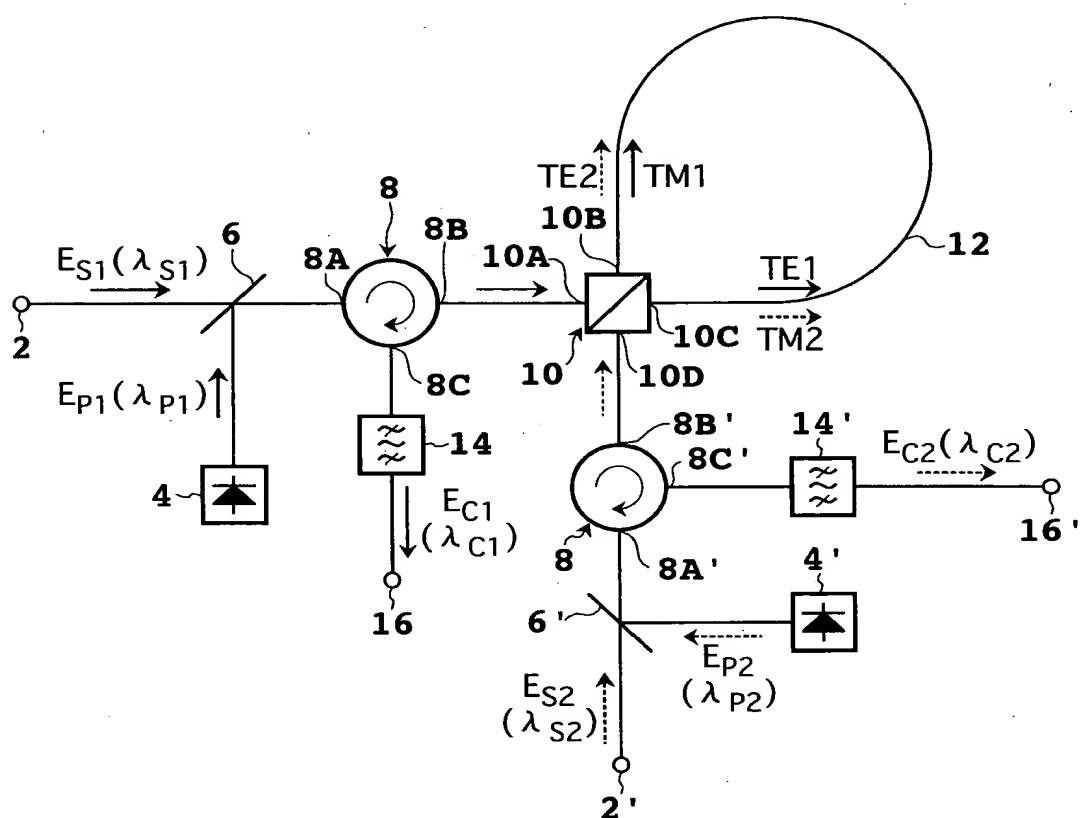 TE2
TM1
8
10B
6
8B
12
E_S1(λ_S1)
8A
10A
TE1
2
10C
TM2
8C
10
10D
E_P1(λ_P1)
8B'
14'
14
8C'
E_C2(λ_C2)
4
E_C1
(λ_C1)
8
16'
8A'
4'
16
6'
E_P2
(λ_P2)
E_S2
(λ_S2)
2'